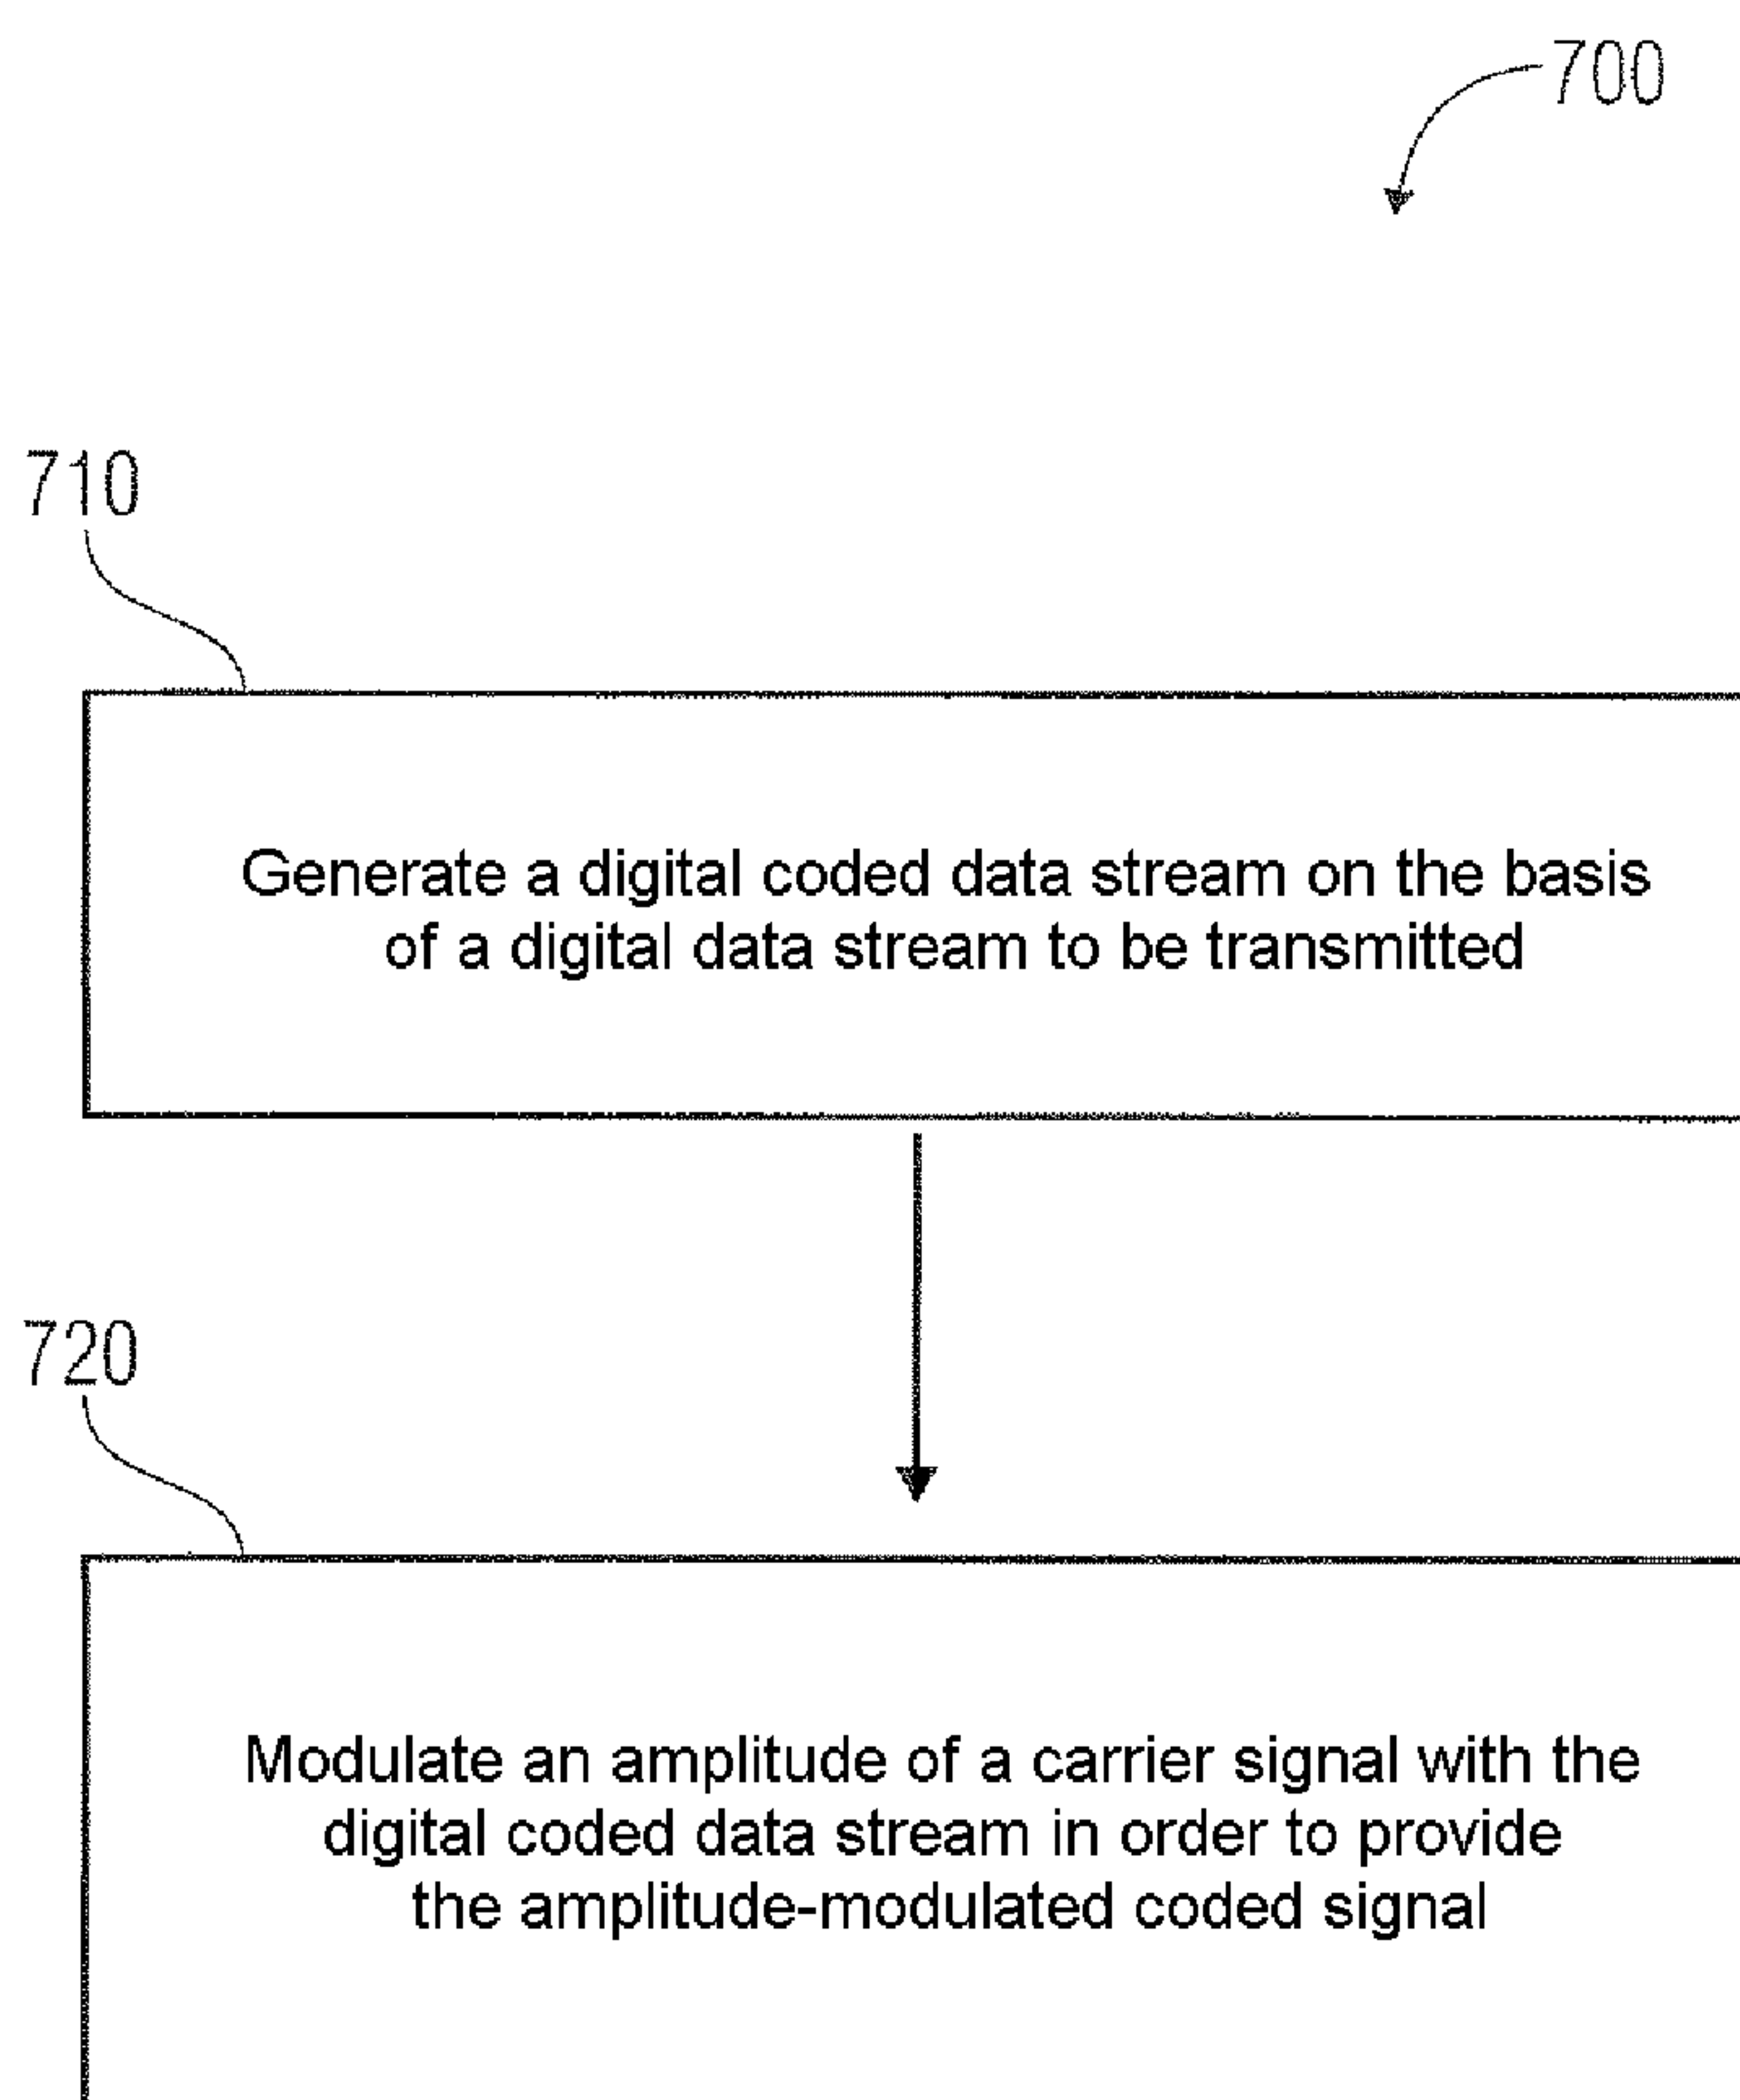 700
710
Generate a digital coded data stream on the basis
of a digital data stream to be transmitted
720
Modulate an amplitude of a carrier signal with the
digital coded data stream in order to provide
the amplitude-modulated coded signal